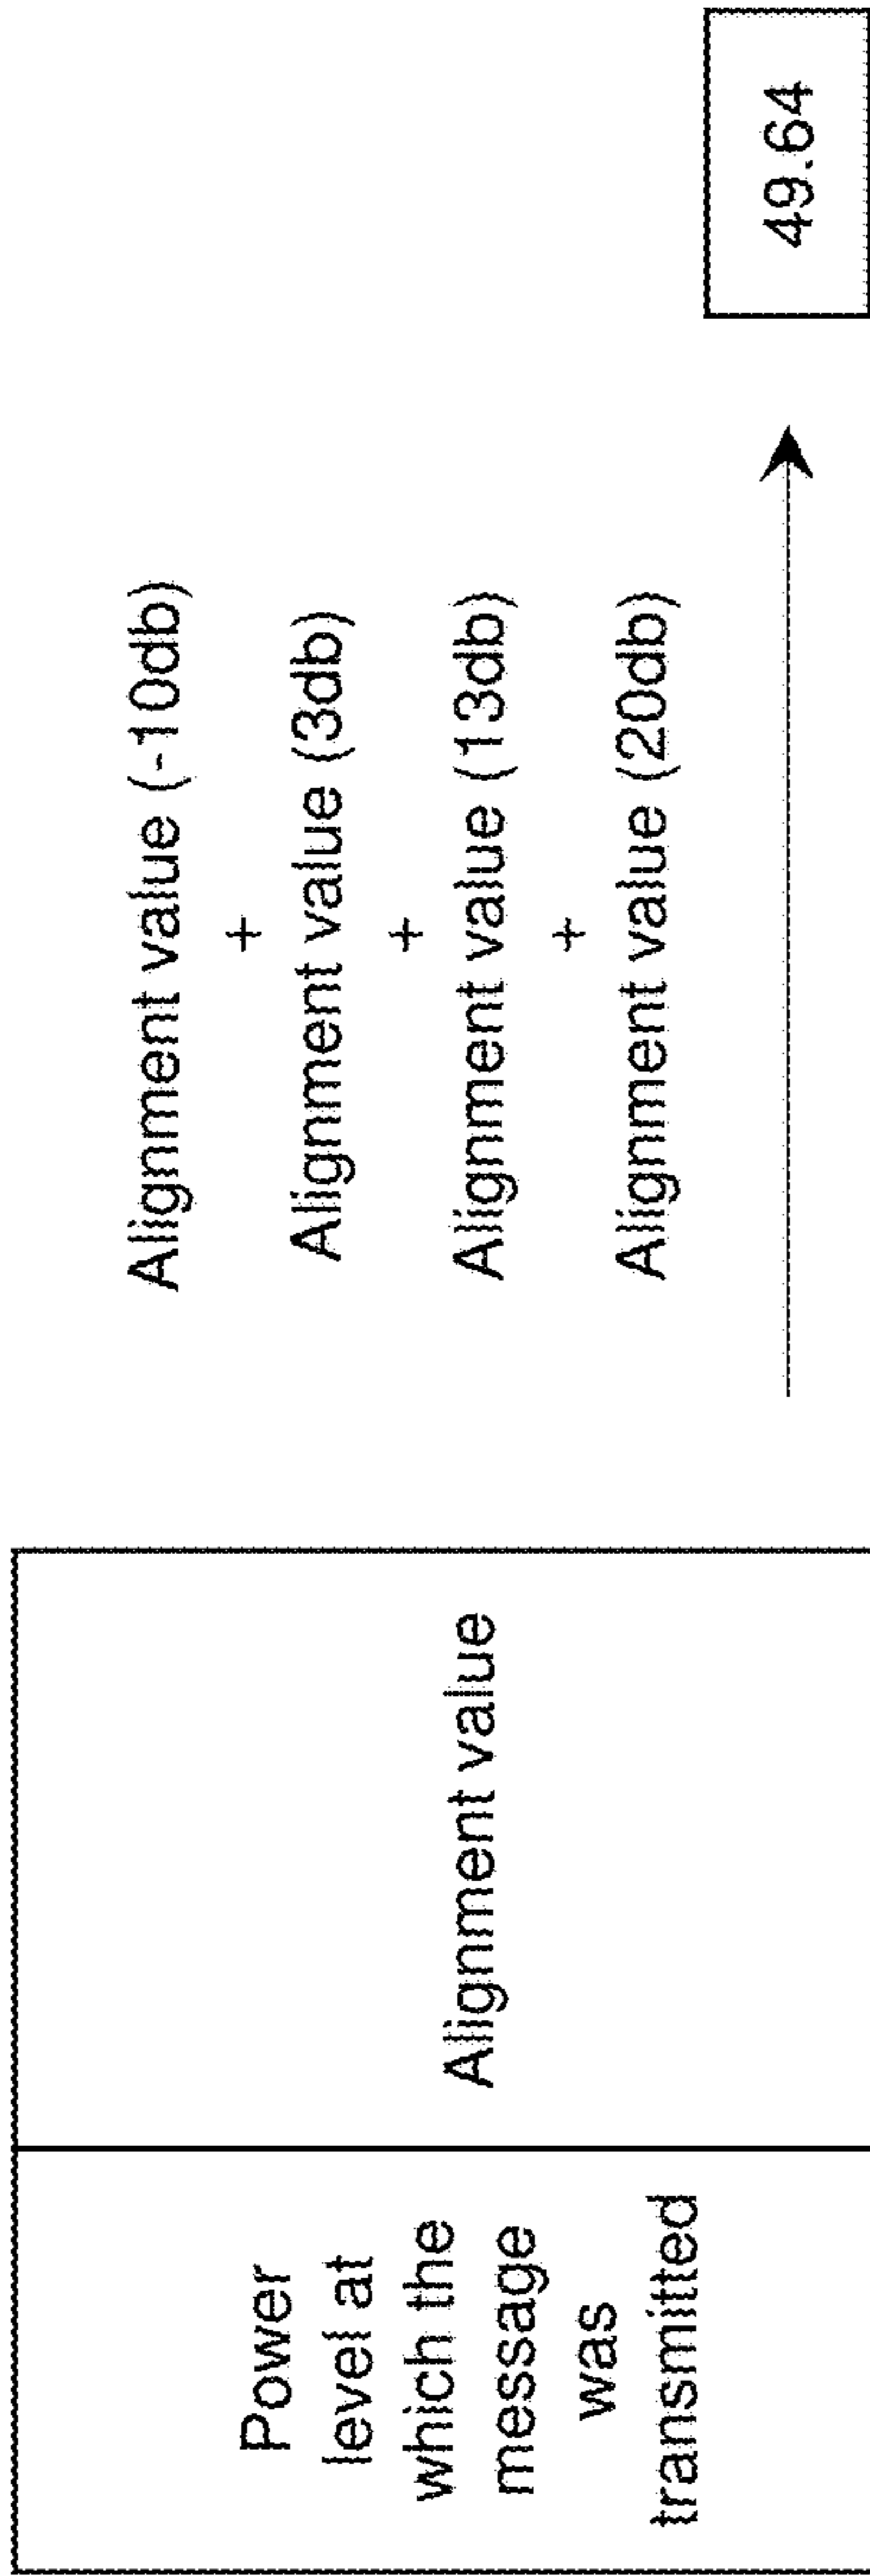 Power
level at
which the
message
was
transmitted
Alignment value
Alignment value (-10db)
+
Alignment value (3db)
+
Alignment value (13db)
+
Alignment value (20db)
49.64